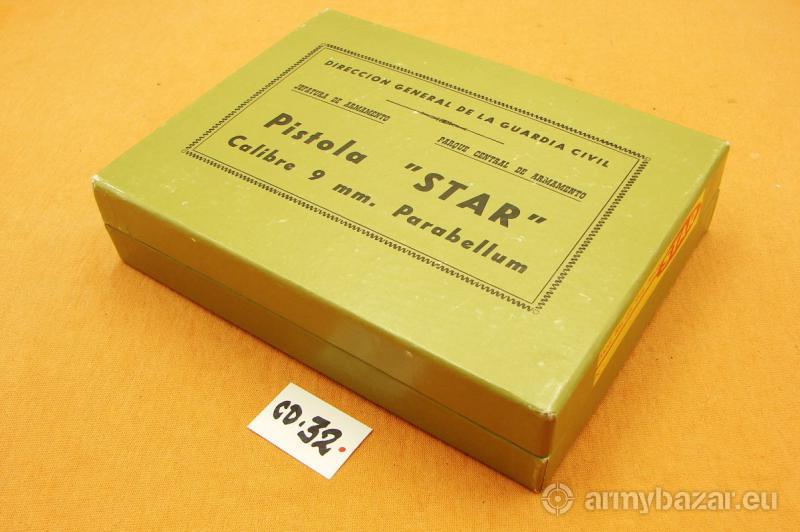 DIRECCION GENERAL DE LA GUARDIA CIVIL
JEFATURA DE ARMAMENTO
PARQUE CENTRAL DE ARMAMENTO
Pistola "STAR"
Calibre 9 mm. Parabellum
CD.32.
armybazar.eu